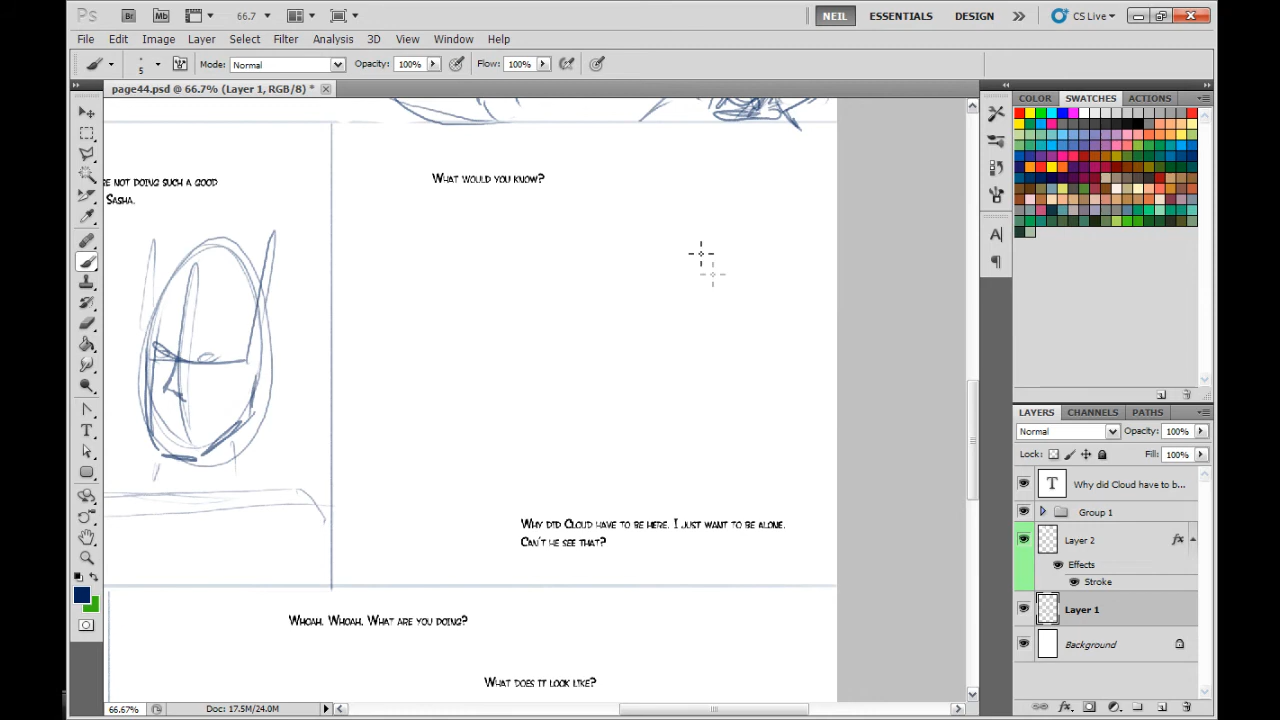 Ps Br Mb 66.7 NEIL ESSENTIALS DESIGN CS Live
File Edit Image Layer Select Filter Analysis 3D View Window Help
5 Mode: Normal Opacity: 100% Flow: 100%
page44.psd @ 66.7% (Layer 1, RGB/8) *
COLOR SWATCHES ACTIONS
NOT DOING SUCH A GOOD
SASHA.
WHAT WOULD YOU KNOW?
WHY DID CLOUD HAVE TO BE HERE. I JUST WANT TO BE ALONE.
CAN'T HE SEE THAT?
WHOAH. WHOAH. WHAT ARE YOU DOING?
WHAT DOES IT LOOK LIKE?
LAYERS CHANNELS PATHS
Normal Opacity: 100%
Lock: Fill: 100%
T Why did Cloud have to b...
Group 1
Layer 2 fx
Effects
Stroke
Layer 1
Background
66.67% Doc: 17.5M/24.0M